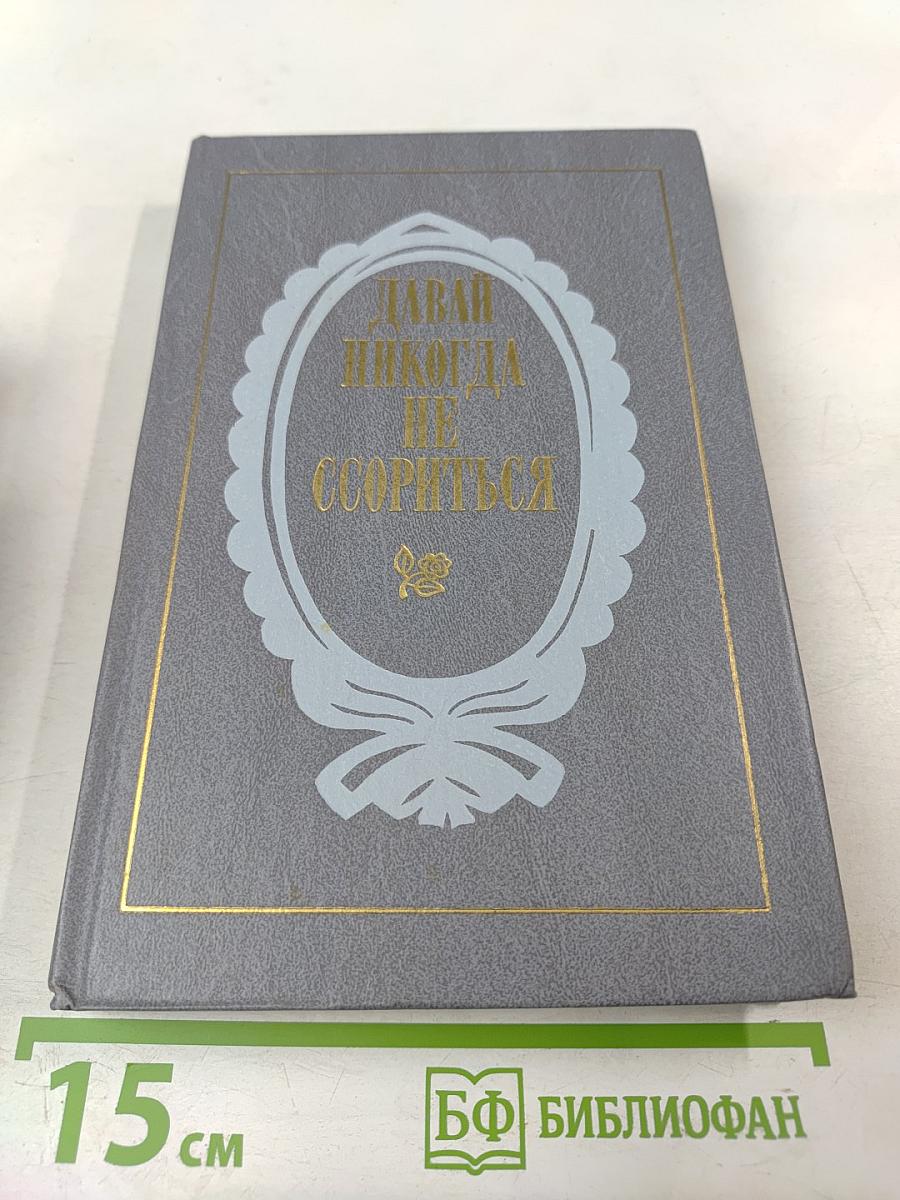 ДАВАЙ
НИКОГДА
НЕ
ССОРИТЬСЯ
15 см
БФ БИБЛИОФАН